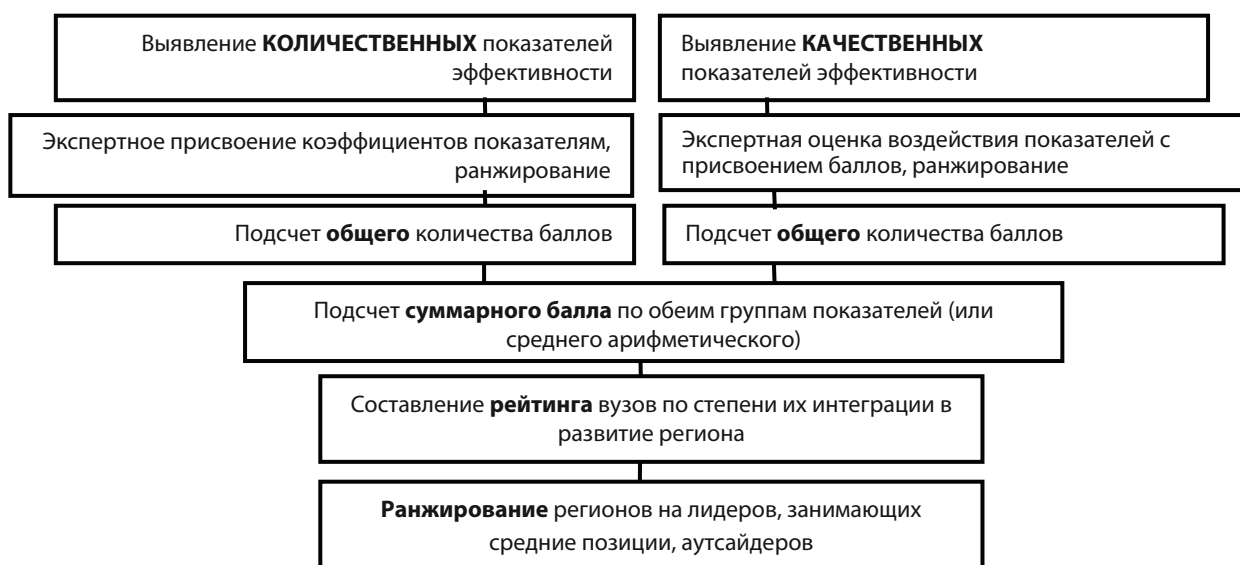 Выявление КОЛИЧЕСТВЕННЫХ показателей
эффективности
Выявление КАЧЕСТВЕННЫХ
показателей эффективности
Экспертное присвоение коэффициентов показателям,
ранжирование
Экспертная оценка воздействия показателей с
присвоением баллов, ранжирование
Подсчет общего количества баллов
Подсчет общего количества баллов
Подсчет суммарного балла по обеим группам показателей (или
среднего арифметического)
Составление рейтинга вузов по степени их интеграции в
развитие региона
Ранжирование регионов на лидеров, занимающих
средние позиции, аутсайдеров